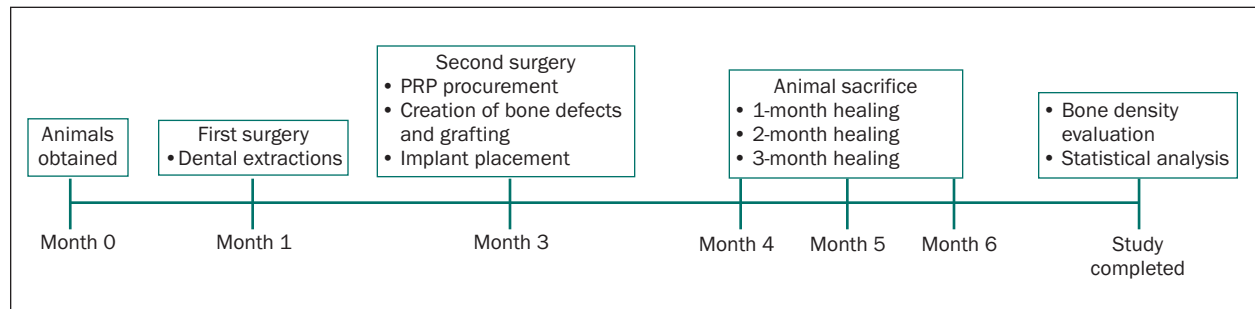 Animals
obtained
First surgery
• Dental extractions
Second surgery
• PRP procurement
• Creation of bone defects
and grafting
• Implant placement
Animal sacrifice
• 1-month healing
• 2-month healing
• 3-month healing
• Bone density
evaluation
• Statistical analysis
Month 0
Month 1
Month 3
Month 4
Month 5
Month 6
Study
completed